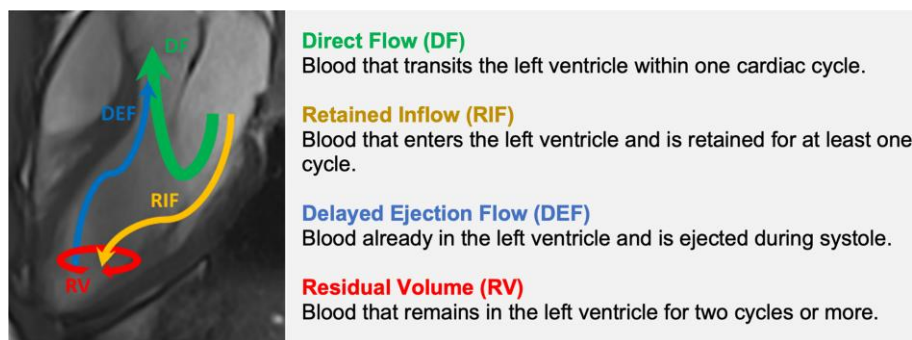 DF
DEF
RIF
RV
Direct Flow (DF)
Blood that transits the left ventricle within one cardiac cycle.
Retained Inflow (RIF)
Blood that enters the left ventricle and is retained for at least one
cycle.
Delayed Ejection Flow (DEF)
Blood already in the left ventricle and is ejected during systole.
Residual Volume (RV)
Blood that remains in the left ventricle for two cycles or more.